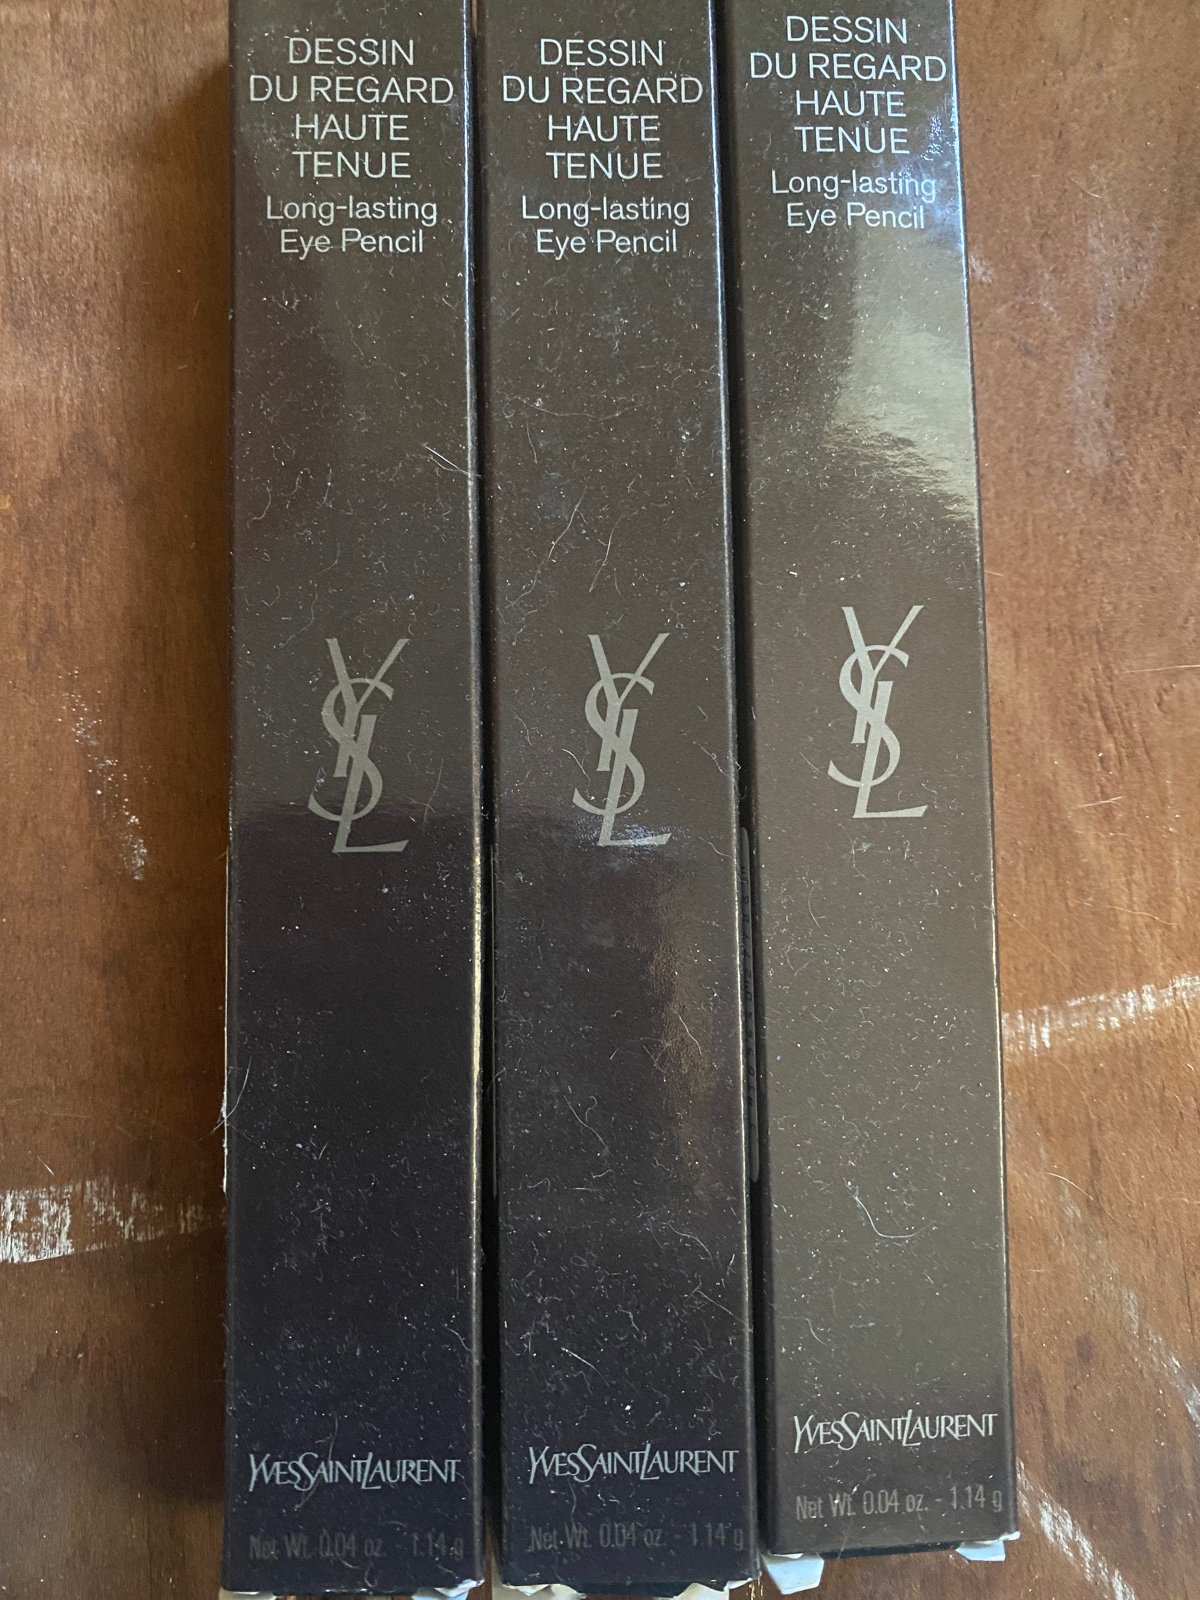 DESSIN
DU REGARD
HAUTE
TENUE
Long-lasting
Eye Pencil
YSL
YVESSAINTLAURENT
Net Wt. 0.04 oz. - 1.14 g
DESSIN
DU REGARD
HAUTE
TENUE
Long-lasting
Eye Pencil
YSL
YVESSAINTLAURENT
Net Wt. 0.04 oz. - 1.14 g
DESSIN
DU REGARD
HAUTE
TENUE
Long-lasting
Eye Pencil
YSL
YVESSAINTLAURENT
Net Wt. 0.04 oz. - 1.14 g